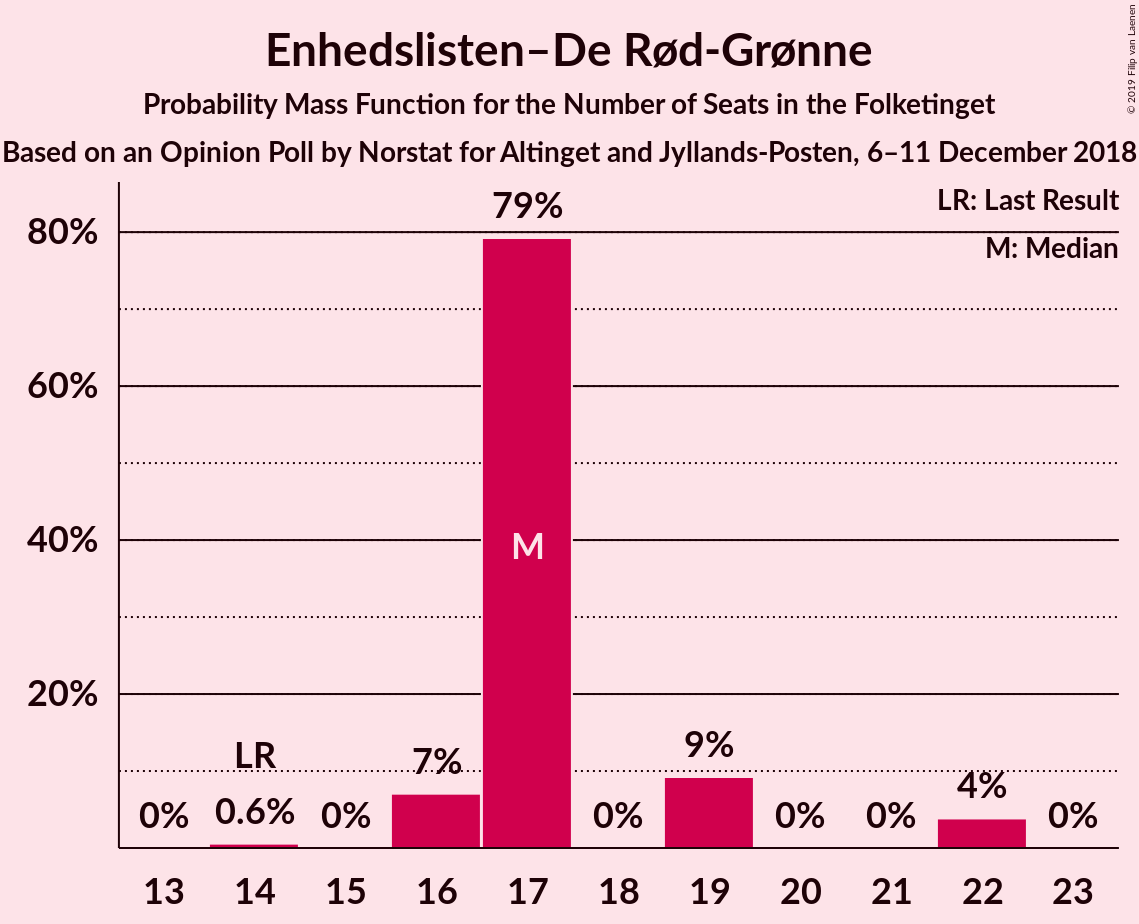 Enhedslisten–De Rød-Grønne
Probability Mass Function for the Number of Seats in the Folketinget
Based on an Opinion Poll by Norstat for Altinget and Jyllands-Posten, 6–11 December 2018
© 2019 Filip van Laenen
LR: Last Result
M: Median
80%
60%
40%
20%
0%
LR
0.6%
0%
7%
79%
M
0%
9%
0%
0%
4%
0%
13 14 15 16 17 18 19 20 21 22 23